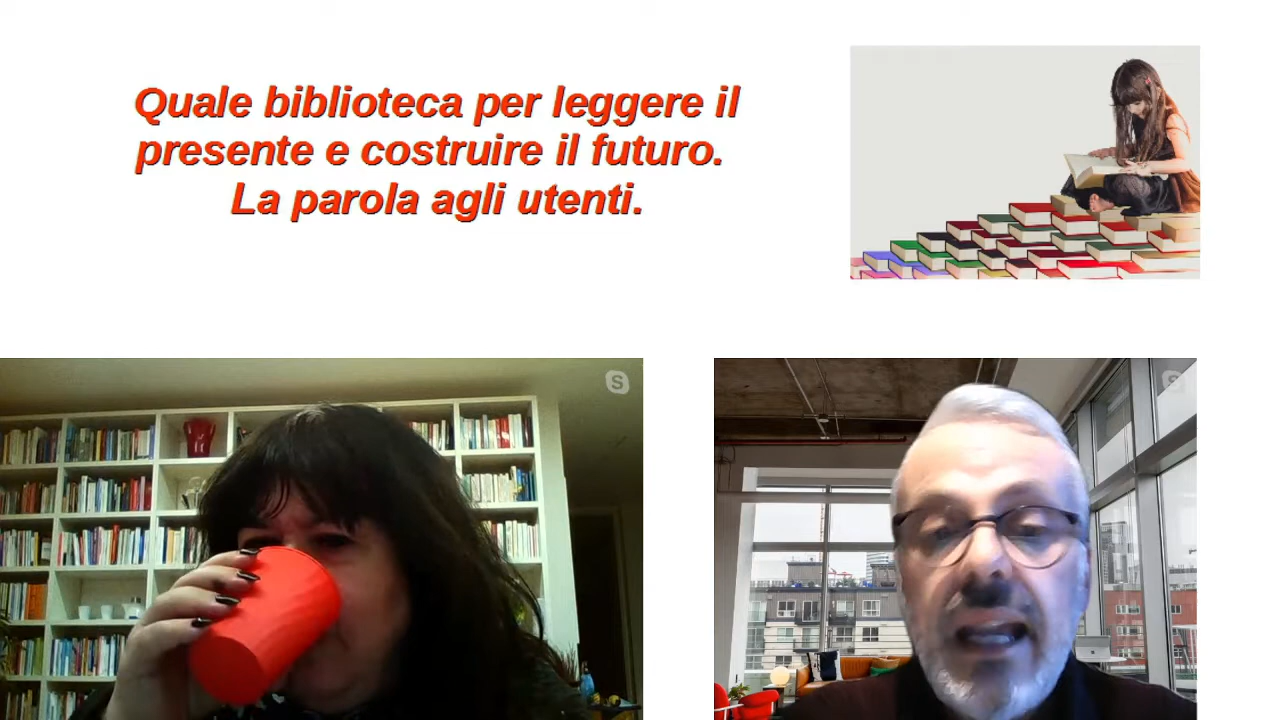 Quale biblioteca per leggere il
presente e costruire il futuro.
La parola agli utenti.
S
S